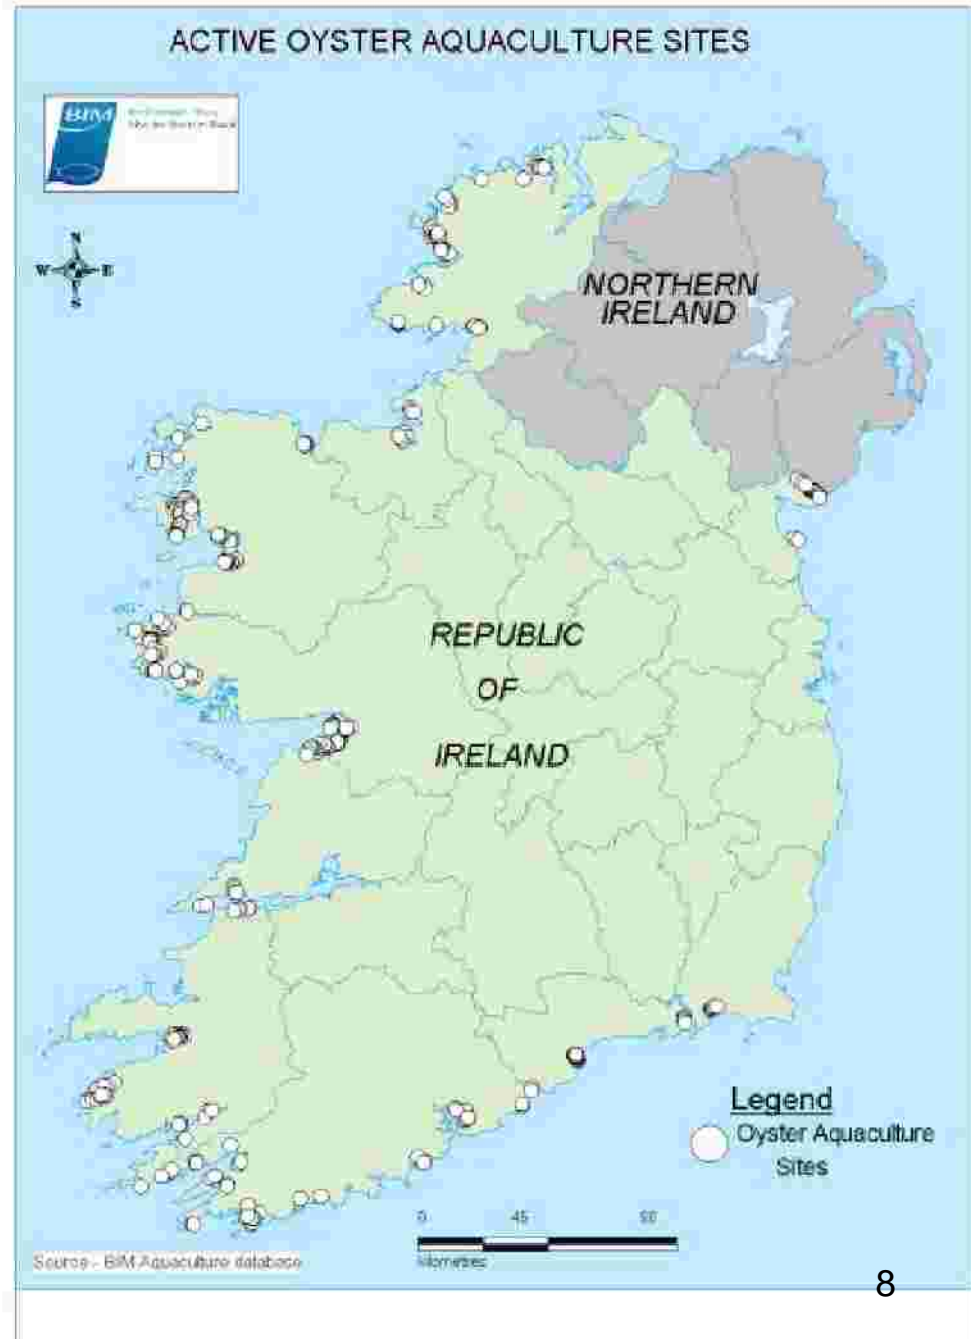 ACTIVE OYSTER AQUACULTURE SITES
BIM
N
W E
S
NORTHERN
IRELAND
REPUBLIC
OF
IRELAND
Legend
Oyster Aquaculture
Sites
0 45 90
kilometres
Source - BIM Aquaculture database
8